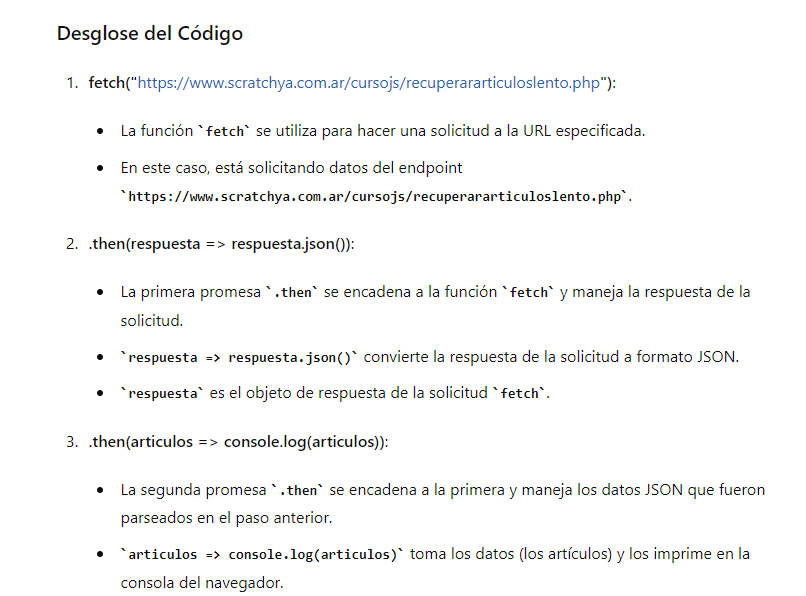 Desglose del Código
1. fetch("https://www.scratchya.com.ar/cursojs/recuperararticuloslento.php"):
• La función `fetch` se utiliza para hacer una solicitud a la URL especificada.
• En este caso, está solicitando datos del endpoint
`https://www.scratchya.com.ar/cursojs/recuperararticuloslento.php`.
2. .then(respuesta => respuesta.json()):
• La primera promesa `.then` se encadena a la función `fetch` y maneja la respuesta de la
solicitud.
• `respuesta => respuesta.json()` convierte la respuesta de la solicitud a formato JSON.
• `respuesta` es el objeto de respuesta de la solicitud `fetch`.
3. .then(articulos => console.log(articulos)):
• La segunda promesa `.then` se encadena a la primera y maneja los datos JSON que fueron
parseados en el paso anterior.
• `articulos => console.log(articulos)` toma los datos (los artículos) y los imprime en la
consola del navegador.